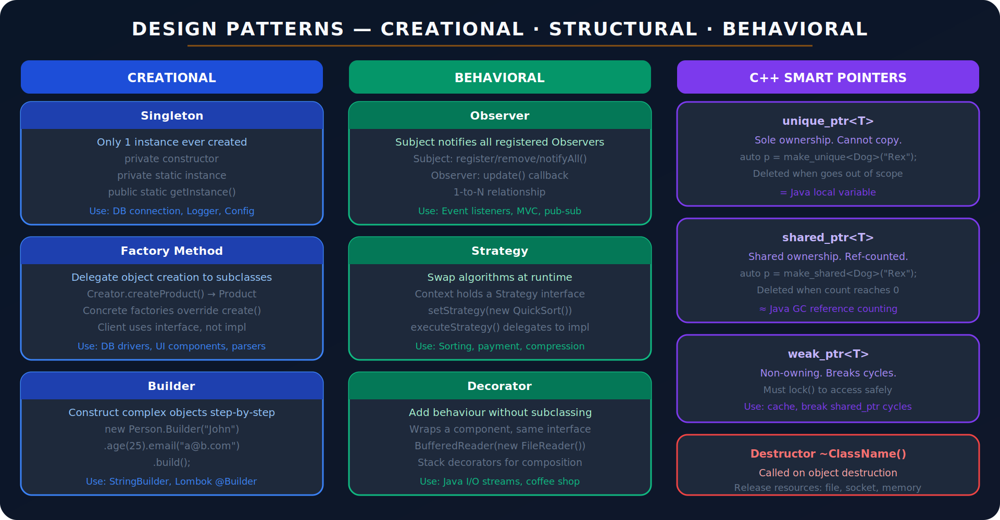 DESIGN PATTERNS — CREATIONAL · STRUCTURAL · BEHAVIORAL
CREATIONAL
Singleton
Only 1 instance ever created
private constructor
private static instance
public static getInstance()
Use: DB connection, Logger, Config
Factory Method
Delegate object creation to subclasses
Creator.createProduct() → Product
Concrete factories override create()
Client uses interface, not impl
Use: DB drivers, UI components, parsers
Builder
Construct complex objects step-by-step
new Person.Builder("John")
.age(25).email("a@b.com")
.build();
Use: StringBuilder, Lombok @Builder
BEHAVIORAL
Observer
Subject notifies all registered Observers
Subject: register/remove/notifyAll()
Observer: update() callback
1-to-N relationship
Use: Event listeners, MVC, pub-sub
Strategy
Swap algorithms at runtime
Context holds a Strategy interface
setStrategy(new QuickSort())
executeStrategy() delegates to impl
Use: Sorting, payment, compression
Decorator
Add behaviour without subclassing
Wraps a component, same interface
BufferedReader(new FileReader())
Stack decorators for composition
Use: Java I/O streams, coffee shop
C++ SMART POINTERS
unique_ptr<T>
Sole ownership. Cannot copy.
auto p = make_unique<Dog>("Rex");
Deleted when goes out of scope
= Java local variable
shared_ptr<T>
Shared ownership. Ref-counted.
auto p = make_shared<Dog>("Rex");
Deleted when count reaches 0
≈ Java GC reference counting
weak_ptr<T>
Non-owning. Breaks cycles.
Must lock() to access safely
Use: cache, break shared_ptr cycles
Destructor ~ClassName()
Called on object destruction
Release resources: file, socket, memory